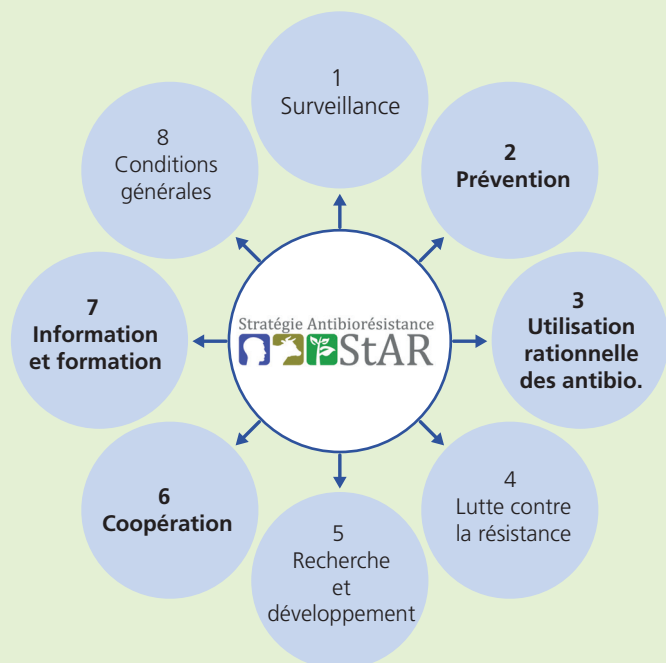 1
Surveillance
2
Prévention
3
Utilisation
rationnelle
des antibio.
4
Lutte contre
la résistance
5
Recherche
et
développement
6
Coopération
7
Information
et formation
8
Conditions
générales
Stratégie Antibiorésistance
StAR